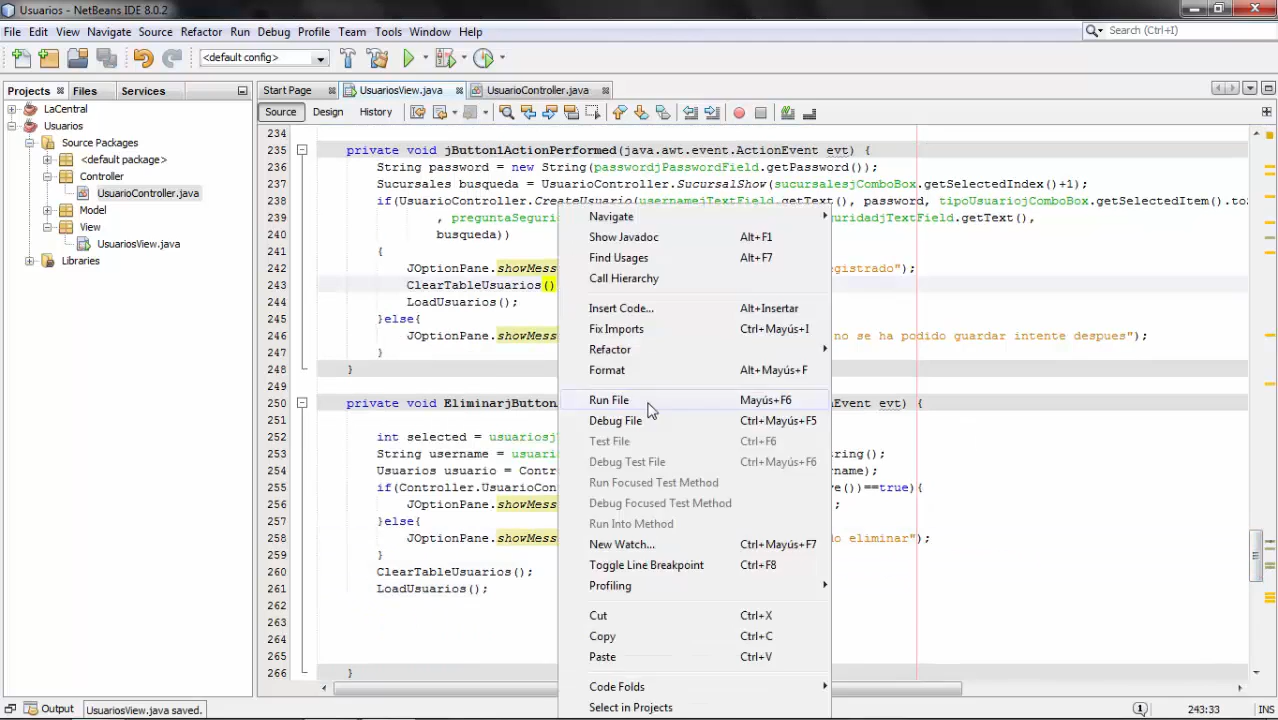 Usuarios - NetBeans IDE 8.0.2
File Edit View Navigate Source Refactor Run Debug Profile Team Tools Window Help
Search (Ctrl+I)
<default config>
Projects Files Services
Start Page UsuariosView.java UsuarioController.java
LaCentral
Usuarios
Source Packages
<default package>
Controller
UsuarioController.java
Model
View
UsuariosView.java
Libraries
Source Design History
234
235 private void jButton1ActionPerformed(java.awt.event.ActionEvent evt) {
236 String password = new String(passwordjPasswordField.getPassword());
237 Sucursales busqueda = UsuarioController.SucursalShow(sucursalesjComboBox.getSelectedIndex()+1);
238 if(UsuarioController.CreateUsuario(usernamejTextField.getText(), password, tipoUsuariojComboBox.getSelectedItem().to
239 , preguntaSeguri uridadjTextField.getText(),
240 busqueda))
241 {
242 JOptionPane.showMess gistrado");
243 ClearTableUsuarios()
244 LoadUsuarios();
245 }else{
246 JOptionPane.showMess no se ha podido guardar intente despues");
247 }
248 }
249
250 private void EliminarjButton Event evt) {
251
252 int selected = usuariosjT
253 String username = usuari tring();
254 Usuarios usuario = Contro name);
255 if(Controller.UsuarioCon ve())==true){
256 JOptionPane.showMess ;
257 }else{
258 JOptionPane.showMess o eliminar");
259 }
260 ClearTableUsuarios();
261 LoadUsuarios();
262
263
264
265
266 }
Navigate
Show Javadoc Alt+F1
Find Usages Alt+F7
Call Hierarchy
Insert Code... Alt+Insertar
Fix Imports Ctrl+Mayús+I
Refactor
Format Alt+Mayús+F
Run File Mayús+F6
Debug File Ctrl+Mayús+F5
Test File Ctrl+F6
Debug Test File Ctrl+Mayús+F6
Run Focused Test Method
Debug Focused Test Method
Run Into Method
New Watch... Ctrl+Mayús+F7
Toggle Line Breakpoint Ctrl+F8
Profiling
Cut Ctrl+X
Copy Ctrl+C
Paste Ctrl+V
Code Folds
Select in Projects
Output UsuariosView.java saved. 243:33 INS